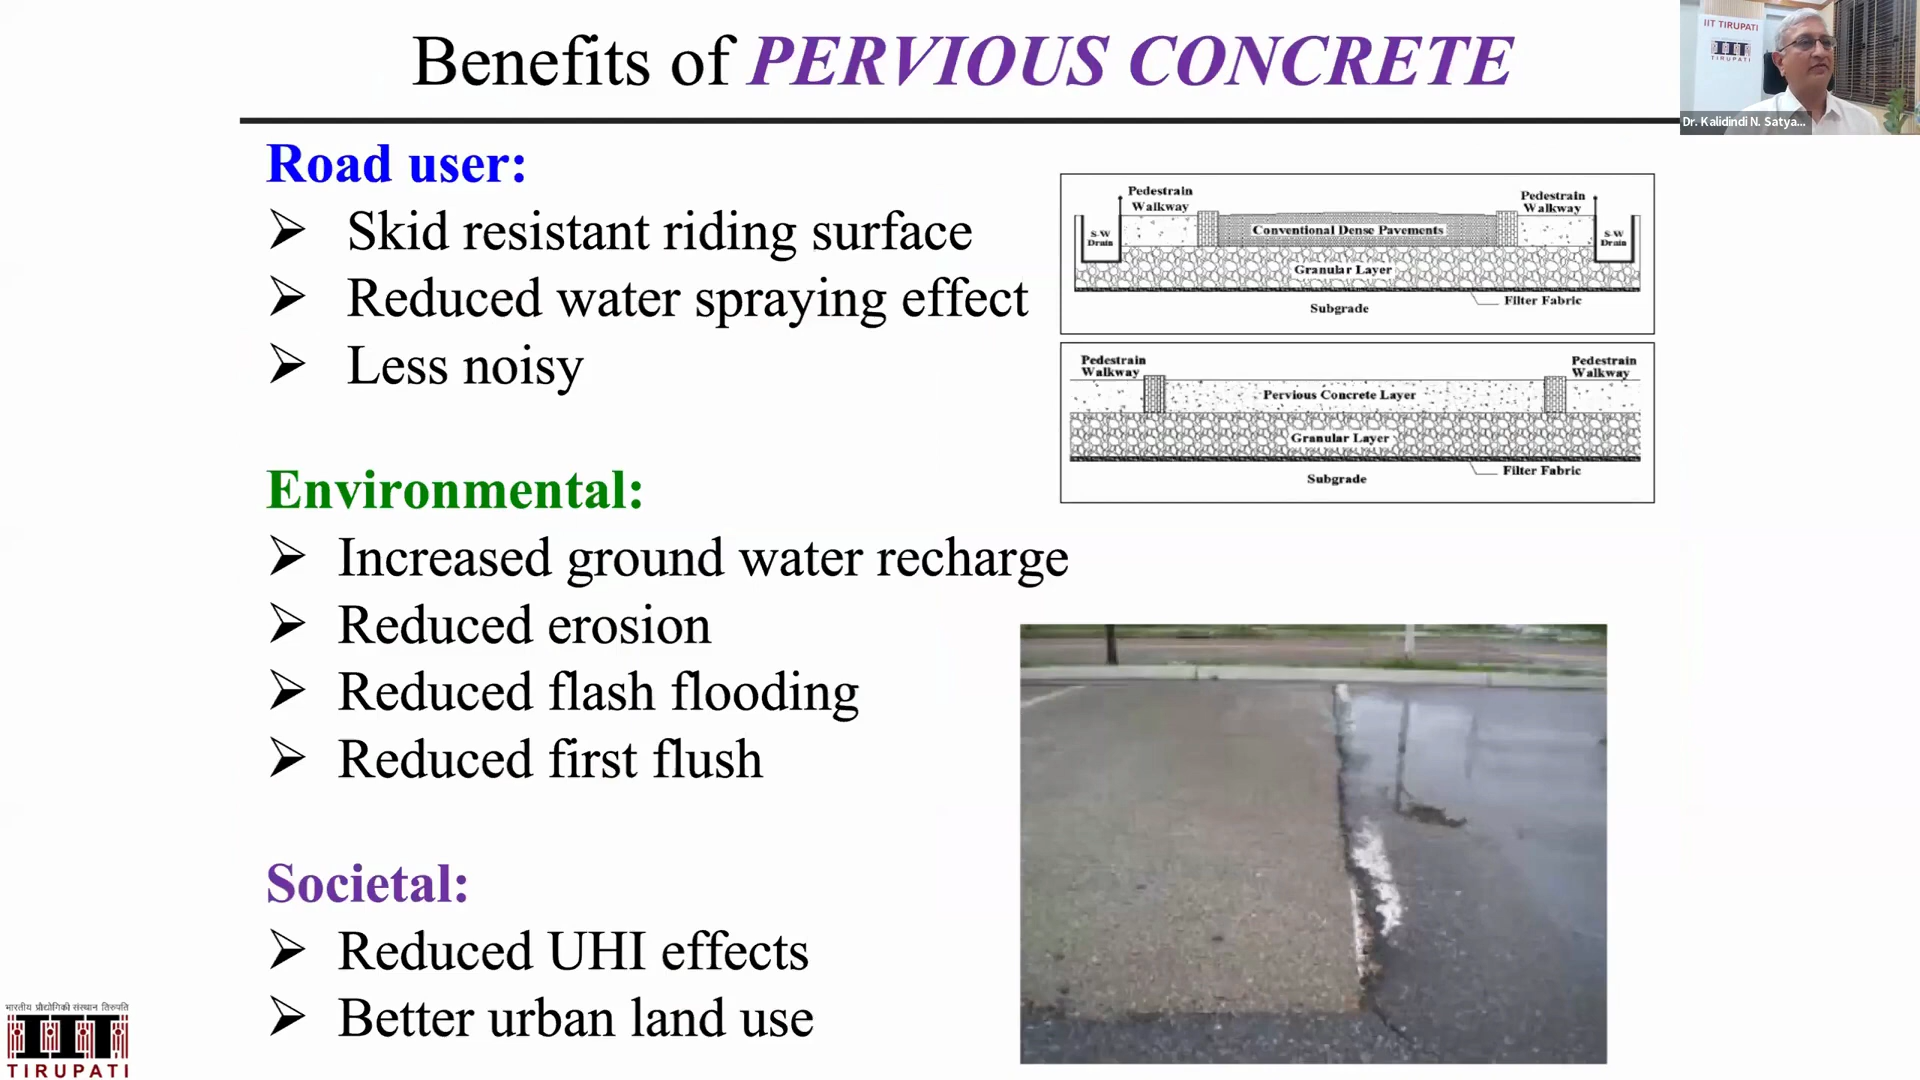 Benefits of PERVIOUS CONCRETE
IIT TIRUPATI
TIRUPATI
Dr. Kalidindi N. Satya...
Road user:
➢ Skid resistant riding surface
➢ Reduced water spraying effect
➢ Less noisy
Environmental:
➢ Increased ground water recharge
➢ Reduced erosion
➢ Reduced flash flooding
➢ Reduced first flush
Societal:
➢ Reduced UHI effects
➢ Better urban land use
Pedestrain
Walkway
Pedestrain
Walkway
S-W
Drain
Conventional Dense Pavements
S-W
Drain
Granular Layer
Filter Fabric
Subgrade
Pedestrain
Walkway
Pedestrain
Walkway
Pervious Concrete Layer
Granular Layer
Filter Fabric
Subgrade
भारतीय प्रौद्योगिकी संस्थान तिरुपति
TIRUPATI